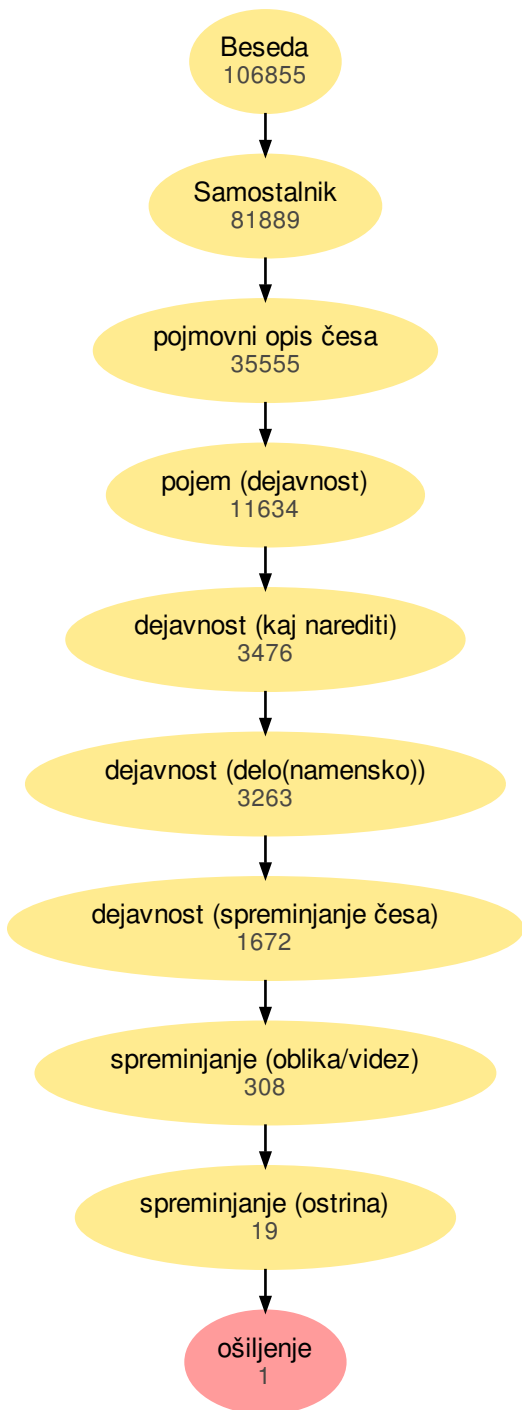 Beseda
106855
Samostalnik
81889
pojmovni opis česa
35555
pojem (dejavnost)
11634
dejavnost (kaj narediti)
3476
dejavnost (delo(namensko))
3263
dejavnost (spreminjanje česa)
1672
spreminjanje (oblika/videz)
308
spreminjanje (ostrina)
19
ošiljenje
1